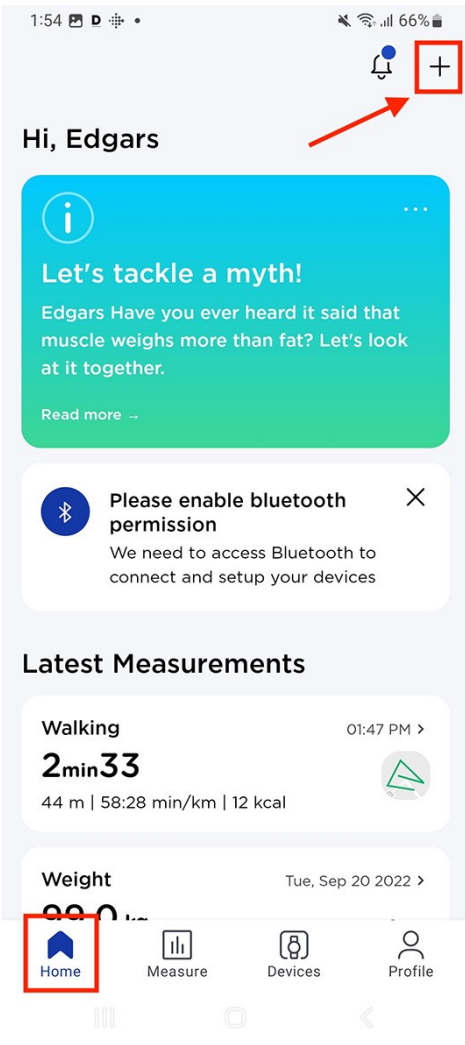 1:54 D 66%
Hi, Edgars
Let's tackle a myth!
Edgars Have you ever heard it said that
muscle weighs more than fat? Let's look
at it together.
Read more →
Please enable bluetooth
permission
We need to access Bluetooth to
connect and setup your devices
Latest Measurements
Walking 01:47 PM >
2min33
44 m | 58:28 min/km | 12 kcal
Weight Tue, Sep 20 2022 >
Home Measure Devices Profile